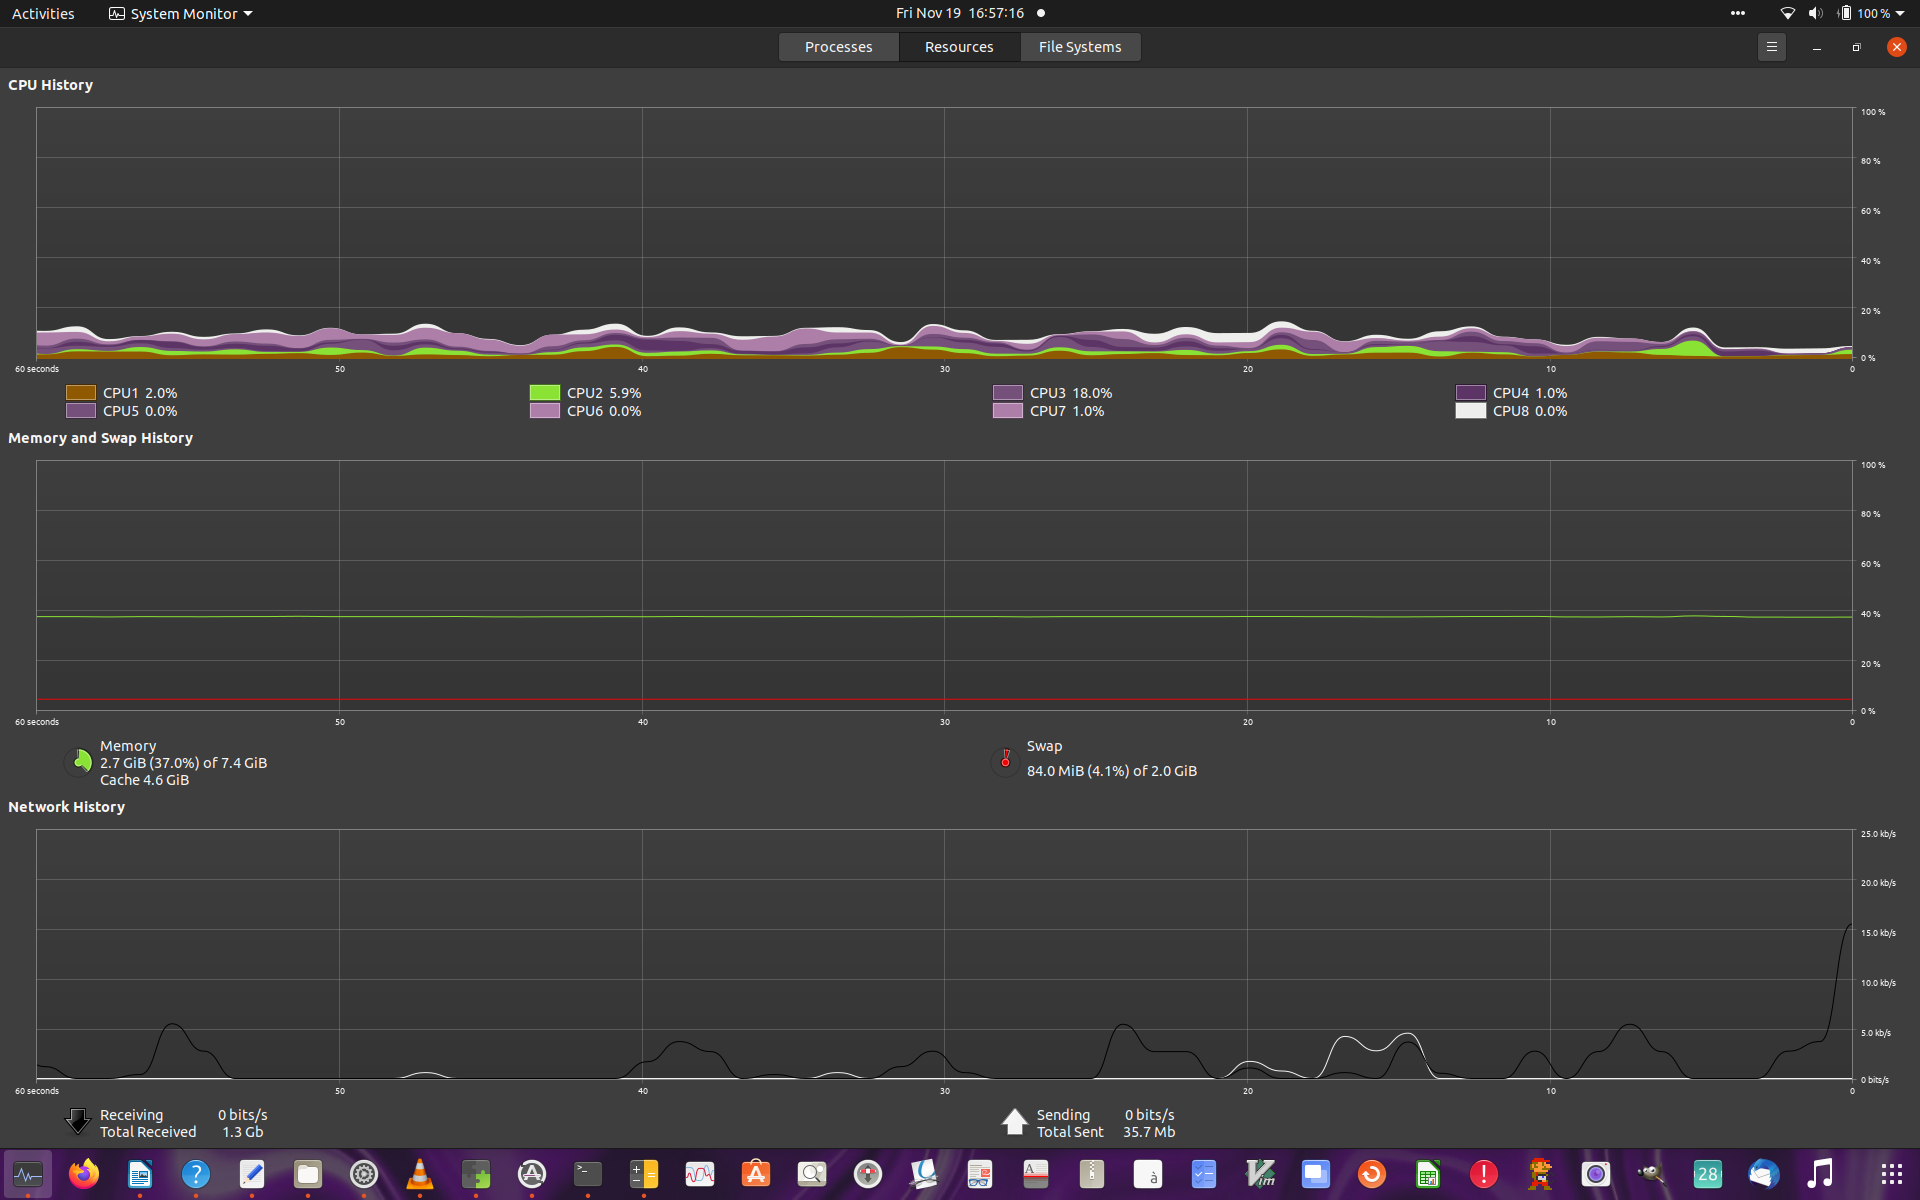 Activities System Monitor Fri Nov 19 16:57:16 100 %
Processes Resources File Systems
CPU History
100 %
80 %
60 %
40 %
20 %
0 %
60 seconds 50 40 30 20 10 0
CPU1 2.0% CPU2 5.9% CPU3 18.0% CPU4 1.0%
CPU5 0.0% CPU6 0.0% CPU7 1.0% CPU8 0.0%
Memory and Swap History
100 %
80 %
60 %
40 %
20 %
0 %
60 seconds 50 40 30 20 10 0
Memory
2.7 GiB (37.0%) of 7.4 GiB
Cache 4.6 GiB
Swap
84.0 MiB (4.1%) of 2.0 GiB
Network History
25.0 kb/s
20.0 kb/s
15.0 kb/s
10.0 kb/s
5.0 kb/s
0 bits/s
60 seconds 50 40 30 20 10 0
Receiving 0 bits/s
Total Received 1.3 Gb
Sending 0 bits/s
Total Sent 35.7 Mb
? >_ A à Vim ! 28